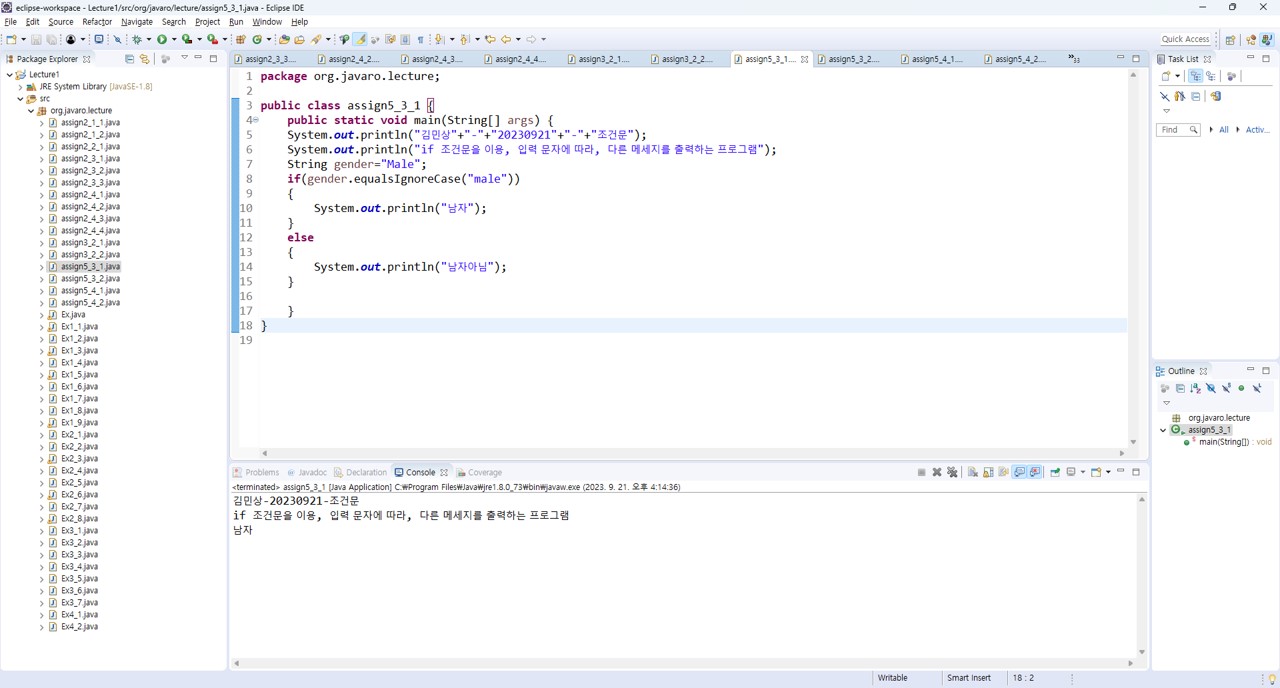 eclipse-workspace - Lecture1/src/org/javaro/lecture/assign5_3_1.java - Eclipse IDE
File Edit Source Refactor Navigate Search Project Run Window Help
Quick Access
Package Explorer
Lecture1
JRE System Library [JavaSE-1.8]
src
org.javaro.lecture
assign2_1_1.java
assign2_1_2.java
assign2_2_1.java
assign2_3_1.java
assign2_3_2.java
assign2_3_3.java
assign2_4_1.java
assign2_4_2.java
assign2_4_3.java
assign2_4_4.java
assign3_2_1.java
assign3_2_2.java
assign5_3_1.java
assign5_3_2.java
assign5_4_1.java
assign5_4_2.java
Ex.java
Ex1_1.java
Ex1_2.java
Ex1_3.java
Ex1_4.java
Ex1_5.java
Ex1_6.java
Ex1_7.java
Ex1_8.java
Ex1_9.java
Ex2_1.java
Ex2_2.java
Ex2_3.java
Ex2_4.java
Ex2_5.java
Ex2_6.java
Ex2_7.java
Ex2_8.java
Ex3_1.java
Ex3_2.java
Ex3_3.java
Ex3_4.java
Ex3_5.java
Ex3_6.java
Ex3_7.java
Ex4_1.java
Ex4_2.java
assign2_3_3.... assign2_4_2.... assign2_4_3.... assign2_4_4.... assign3_2_1.... assign3_2_2.... assign5_3_1.... assign5_3_2.... assign5_4_1.... assign5_4_2.... »33
1 package org.javaro.lecture;
2
3 public class assign5_3_1 {
4 public static void main(String[] args) {
5 System.out.println("김민상"+"-"+"20230921"+"-"+"조건문");
6 System.out.println("if 조건문을 이용, 입력 문자에 따라, 다른 메세지를 출력하는 프로그램");
7 String gender="Male";
8 if(gender.equalsIgnoreCase("male"))
9 {
10 System.out.println("남자");
11 }
12 else
13 {
14 System.out.println("남자아님");
15 }
16
17 }
18 }
19
Problems Javadoc Declaration Console Coverage
<terminated> assign5_3_1 [Java Application] C:₩Program Files₩Java₩jre1.8.0_73₩bin₩javaw.exe (2023. 9. 21. 오후 4:14:36)
김민상-20230921-조건문
if 조건문을 이용, 입력 문자에 따라, 다른 메세지를 출력하는 프로그램
남자
Task List
Find All Activ...
Outline
org.javaro.lecture
assign5_3_1
main(String[]) : void
Writable Smart Insert 18 : 2